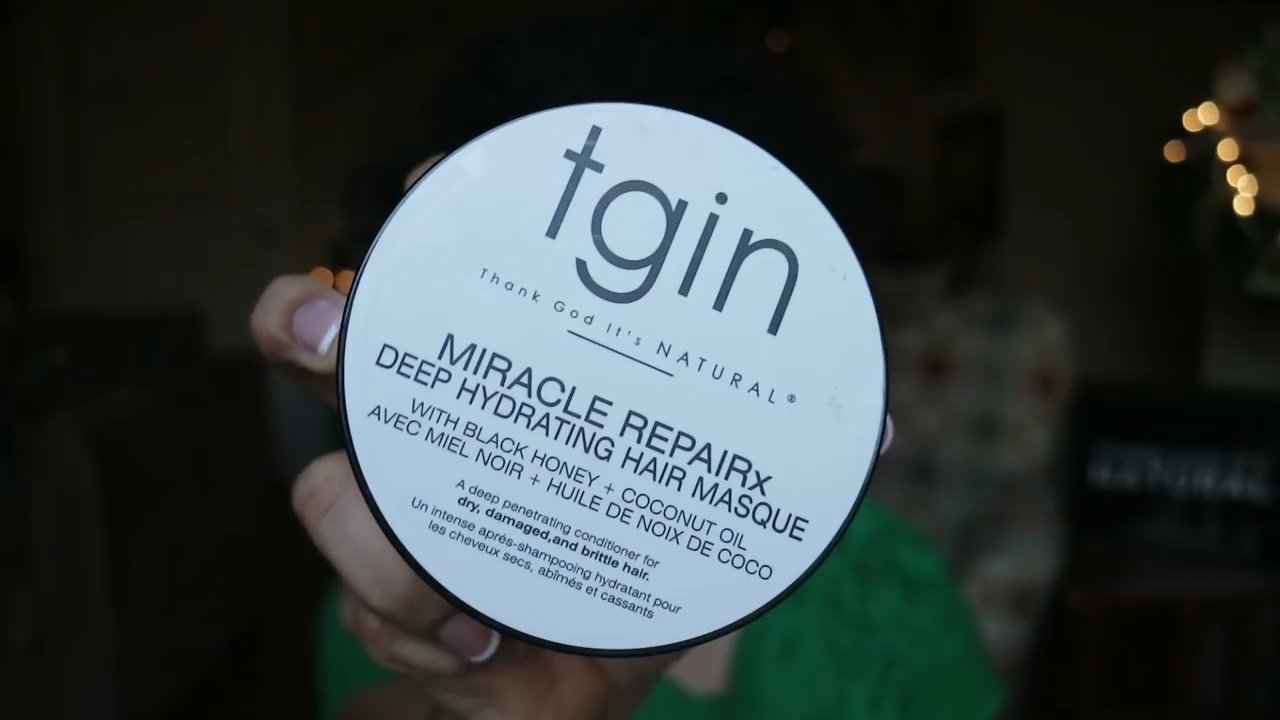 tgin
Thank God It's NATURAL®
MIRACLE REPAIRx
DEEP HYDRATING HAIR MASQUE
WITH BLACK HONEY + COCONUT OIL
AVEC MIEL NOIR + HUILE DE NOIX DE COCO
A deep penetrating conditioner for
dry, damaged,and brittle hair.
Un intense après-shampooing hydratant pour
les cheveux secs, abîmés et cassants
NATURAL